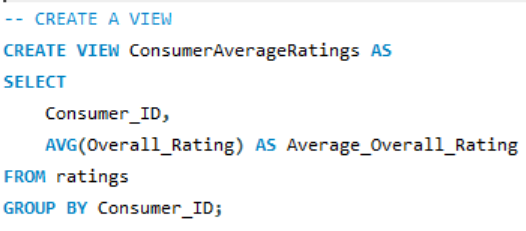 -- CREATE A VIEW
CREATE VIEW ConsumerAverageRatings AS
SELECT
    Consumer_ID,
    AVG(Overall_Rating) AS Average_Overall_Rating
FROM ratings
GROUP BY Consumer_ID;